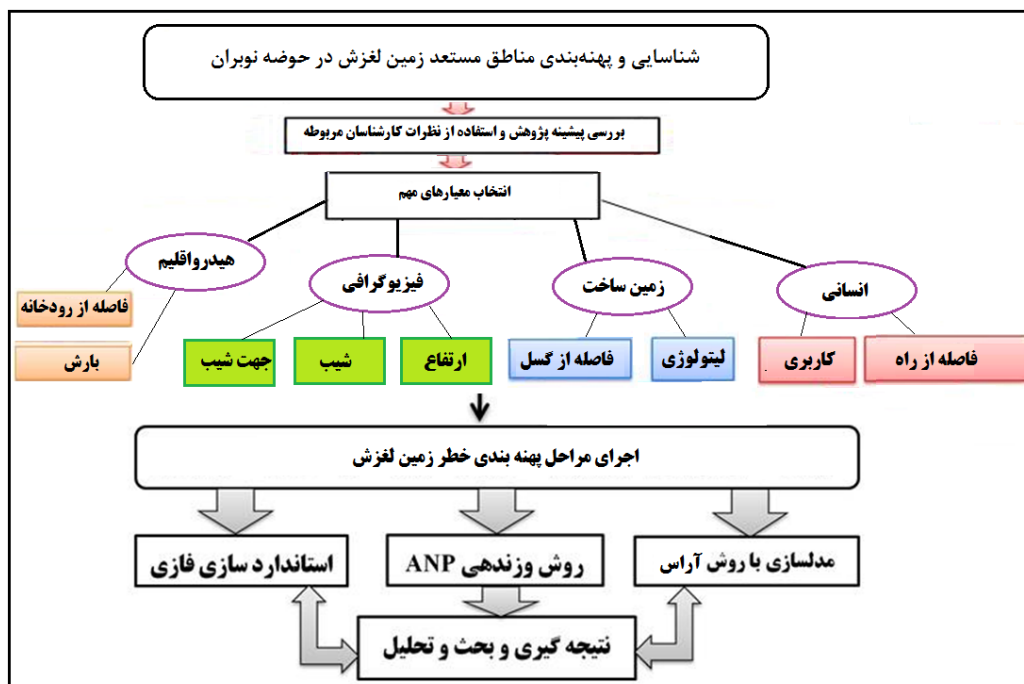 شناسایی و پهنه‌بندی مناطق مستعد زمین لغزش در حوضه نوبران
بررسی پیشینه پژوهش و استفاده از نظرات کارشناسان مربوطه
انتخاب معیارهای مهم
انسانی
زمین ساخت
فیزیوگرافی
هیدرواقلیم
فاصله از راه
کاربری
لیتولوژی
فاصله از گسل
ارتفاع
شیب
جهت شیب
فاصله از رودخانه
بارش
اجرای مراحل پهنه بندی خطر زمین لغزش
مدلسازی با روش آراس
روش وزندهی ANP
استاندارد سازی فازی
نتیجه گیری و بحث و تحلیل